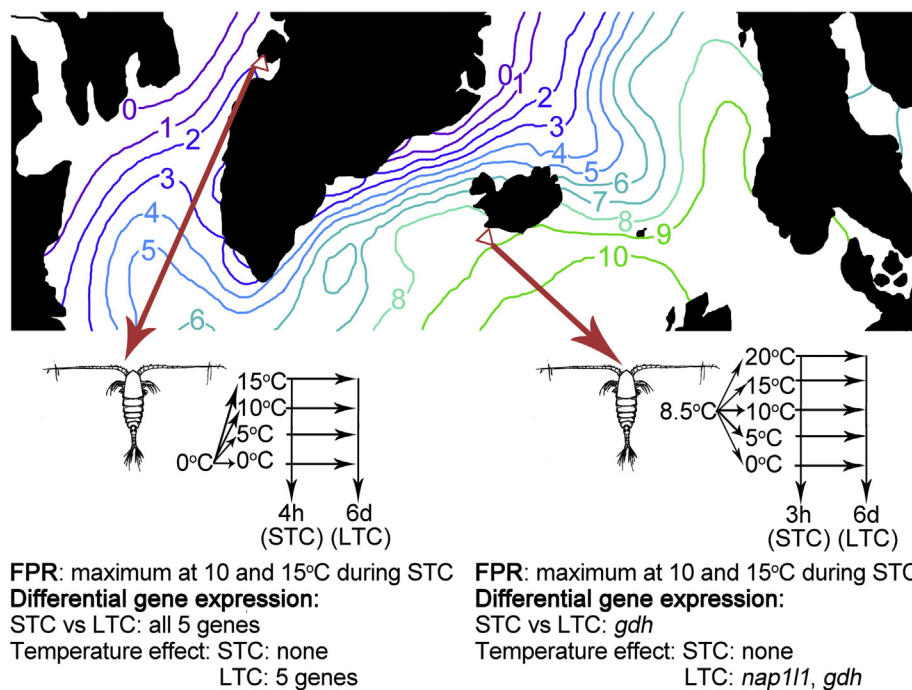 0
1
2
3
4
5
6
0
1
2
3
4
5
6
7
8
9
10
8
15°C
10°C
5°C
0°C
0°C
4h
6d
(STC) (LTC)
20°C
15°C
8.5°C
10°C
5°C
0°C
3h
6d
(STC) (LTC)
FPR: maximum at 10 and 15°C during STC
Differential gene expression:
STC vs LTC: all 5 genes
Temperature effect: STC: none
LTC: 5 genes
FPR: maximum at 10 and 15°C during STC
Differential gene expression:
STC vs LTC: gdh
Temperature effect: STC: none
LTC: nap1l1, gdh